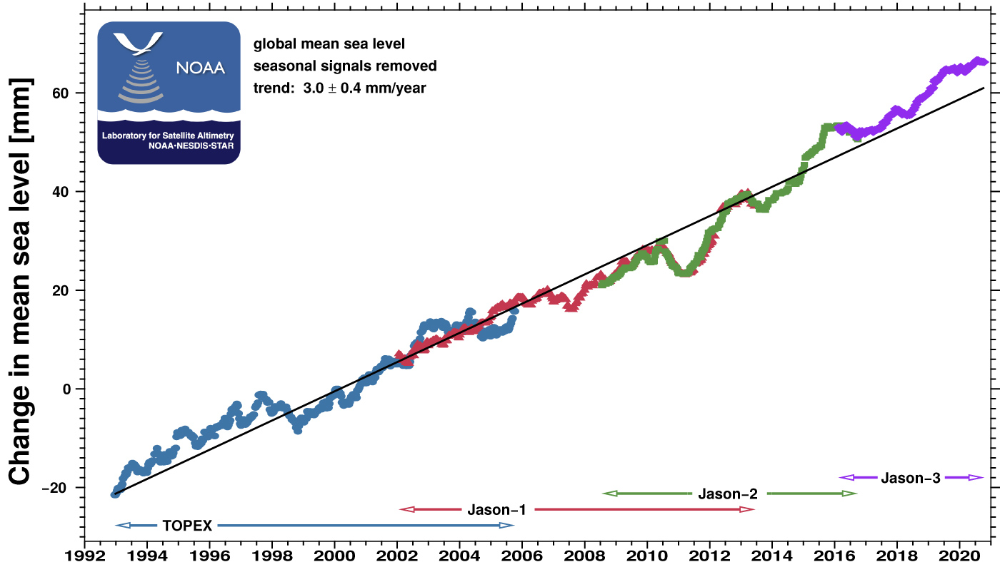 NOAA
Laboratory for Satellite Altimetry
NOAA•NESDIS•STAR
global mean sea level
seasonal signals removed
trend: 3.0 ± 0.4 mm/year
Change in mean sea level [mm]
60
40
20
0
−20
Jason−3
Jason−2
Jason−1
TOPEX
1992 1994 1996 1998 2000 2002 2004 2006 2008 2010 2012 2014 2016 2018 2020